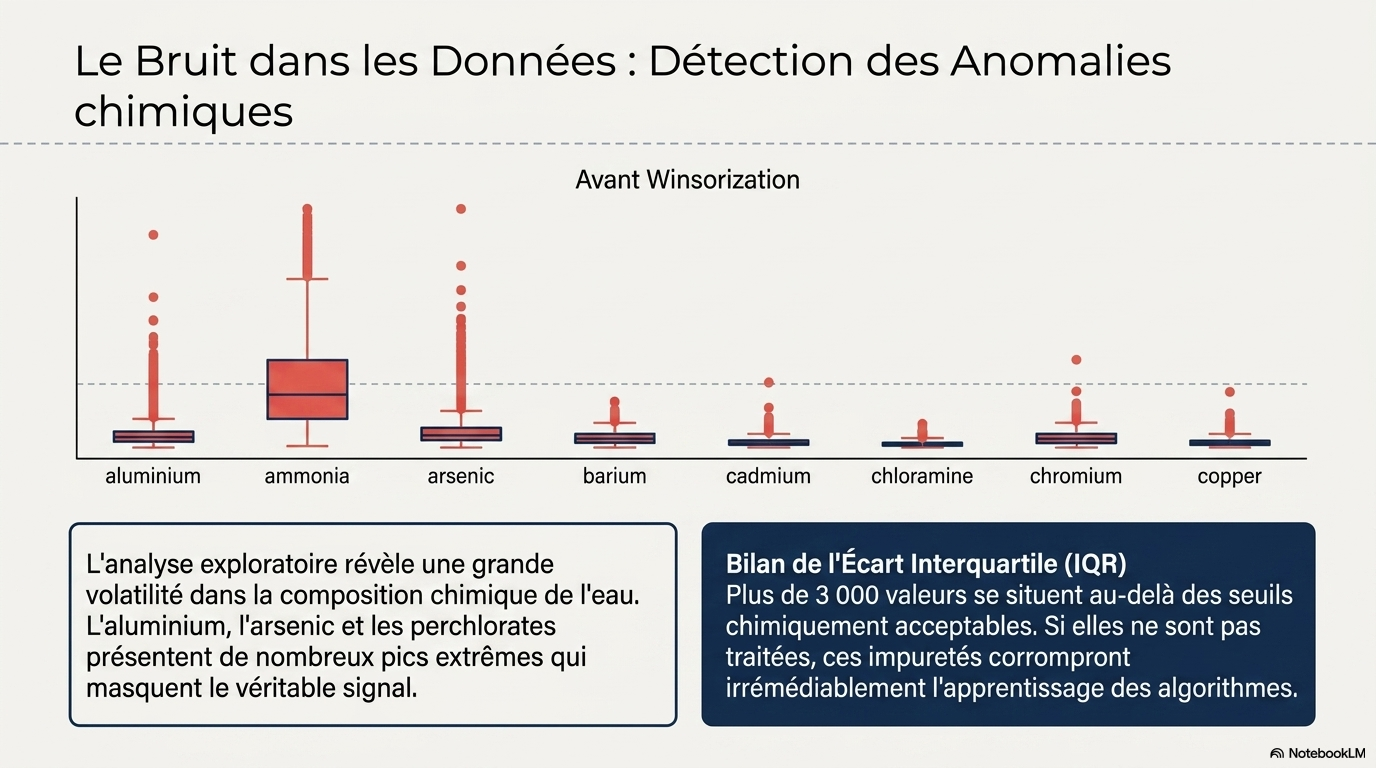 Le Bruit dans les Données : Détection des Anomalies
chimiques
Avant Winsorization
aluminium
ammonia
arsenic
barium
cadmium
chloramine
chromium
copper
L'analyse exploratoire révèle une grande
volatilité dans la composition chimique de l'eau.
L'aluminium, l'arsenic et les perchlorates
présentent de nombreux pics extrêmes qui
masquent le véritable signal.
Bilan de l'Écart Interquartile (IQR)
Plus de 3 000 valeurs se situent au-delà des seuils
chimiquement acceptables. Si elles ne sont pas
traitées, ces impuretés corrompront
irrémédiablement l'apprentissage des algorithmes.
NotebookLM